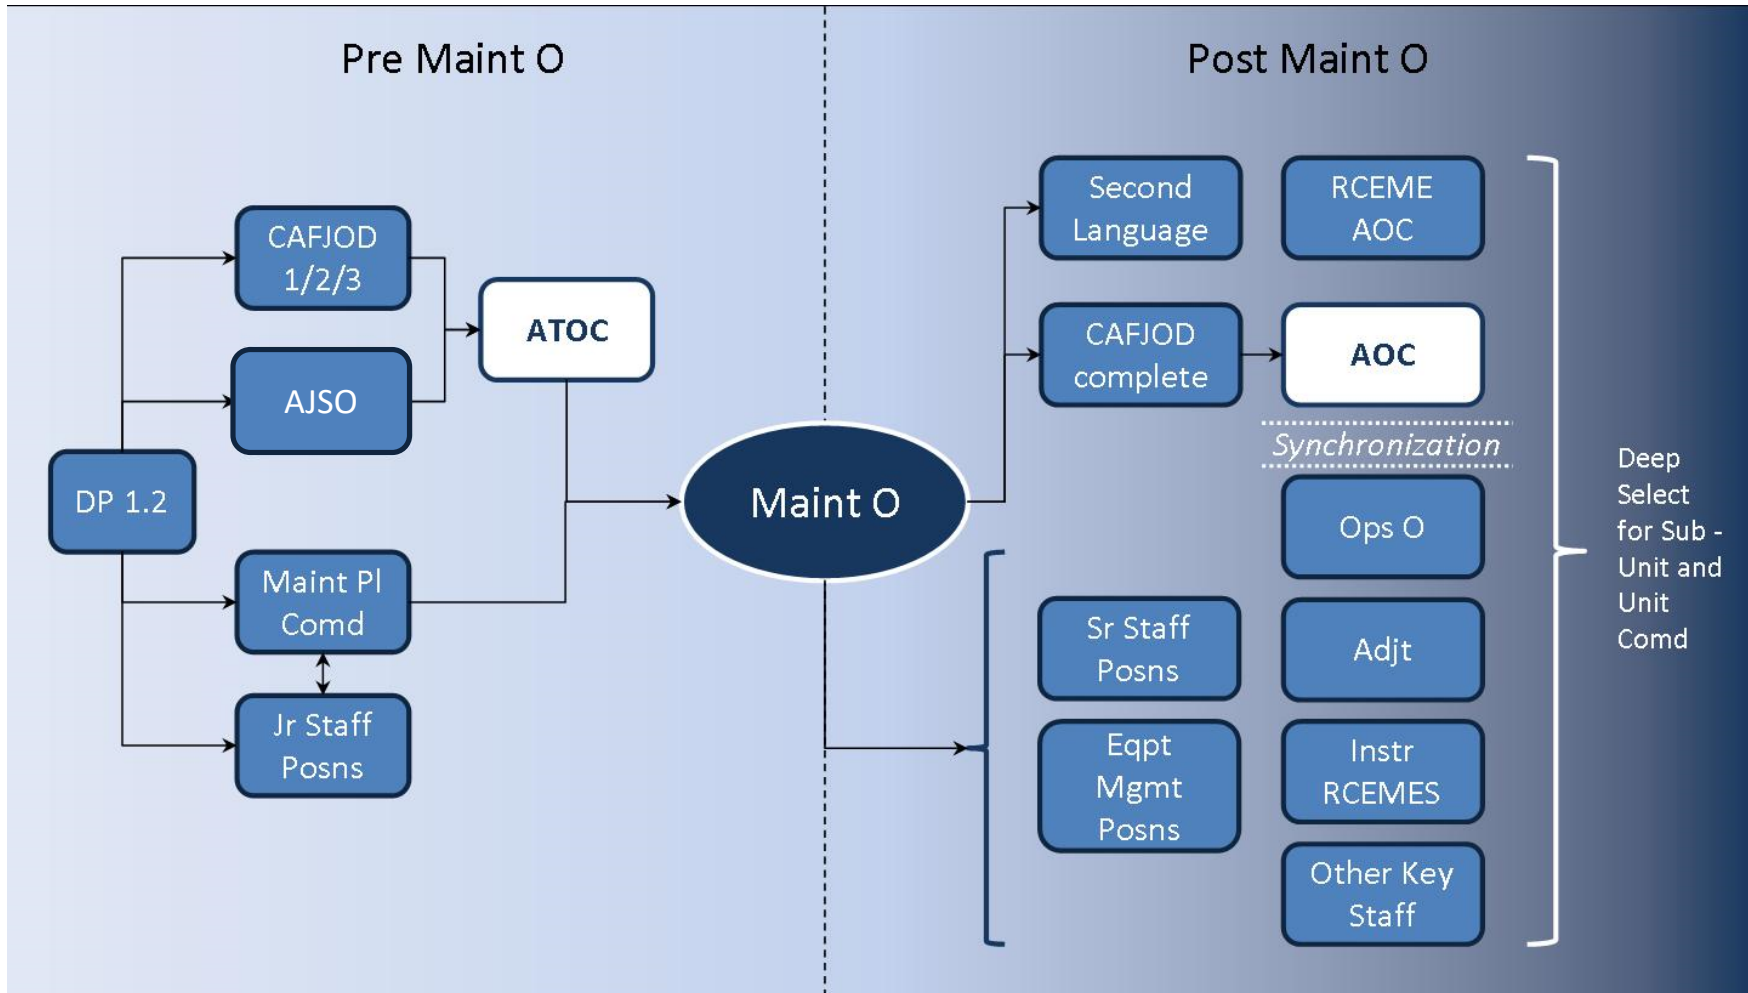 Pre Maint O
Post Maint O
CAFJOD
1/2/3
AJSO
ATOC
DP 1.2
Maint Pl
Comd
Jr Staff
Posns
Maint O
Second
Language
RCEME
AOC
CAFJOD
complete
AOC
Synchronization
Ops O
Sr Staff
Posns
Adjt
Eqpt
Mgmt
Posns
Instr
RCEMES
Other Key
Staff
Deep
Select
for Sub -
Unit and
Unit
Comd